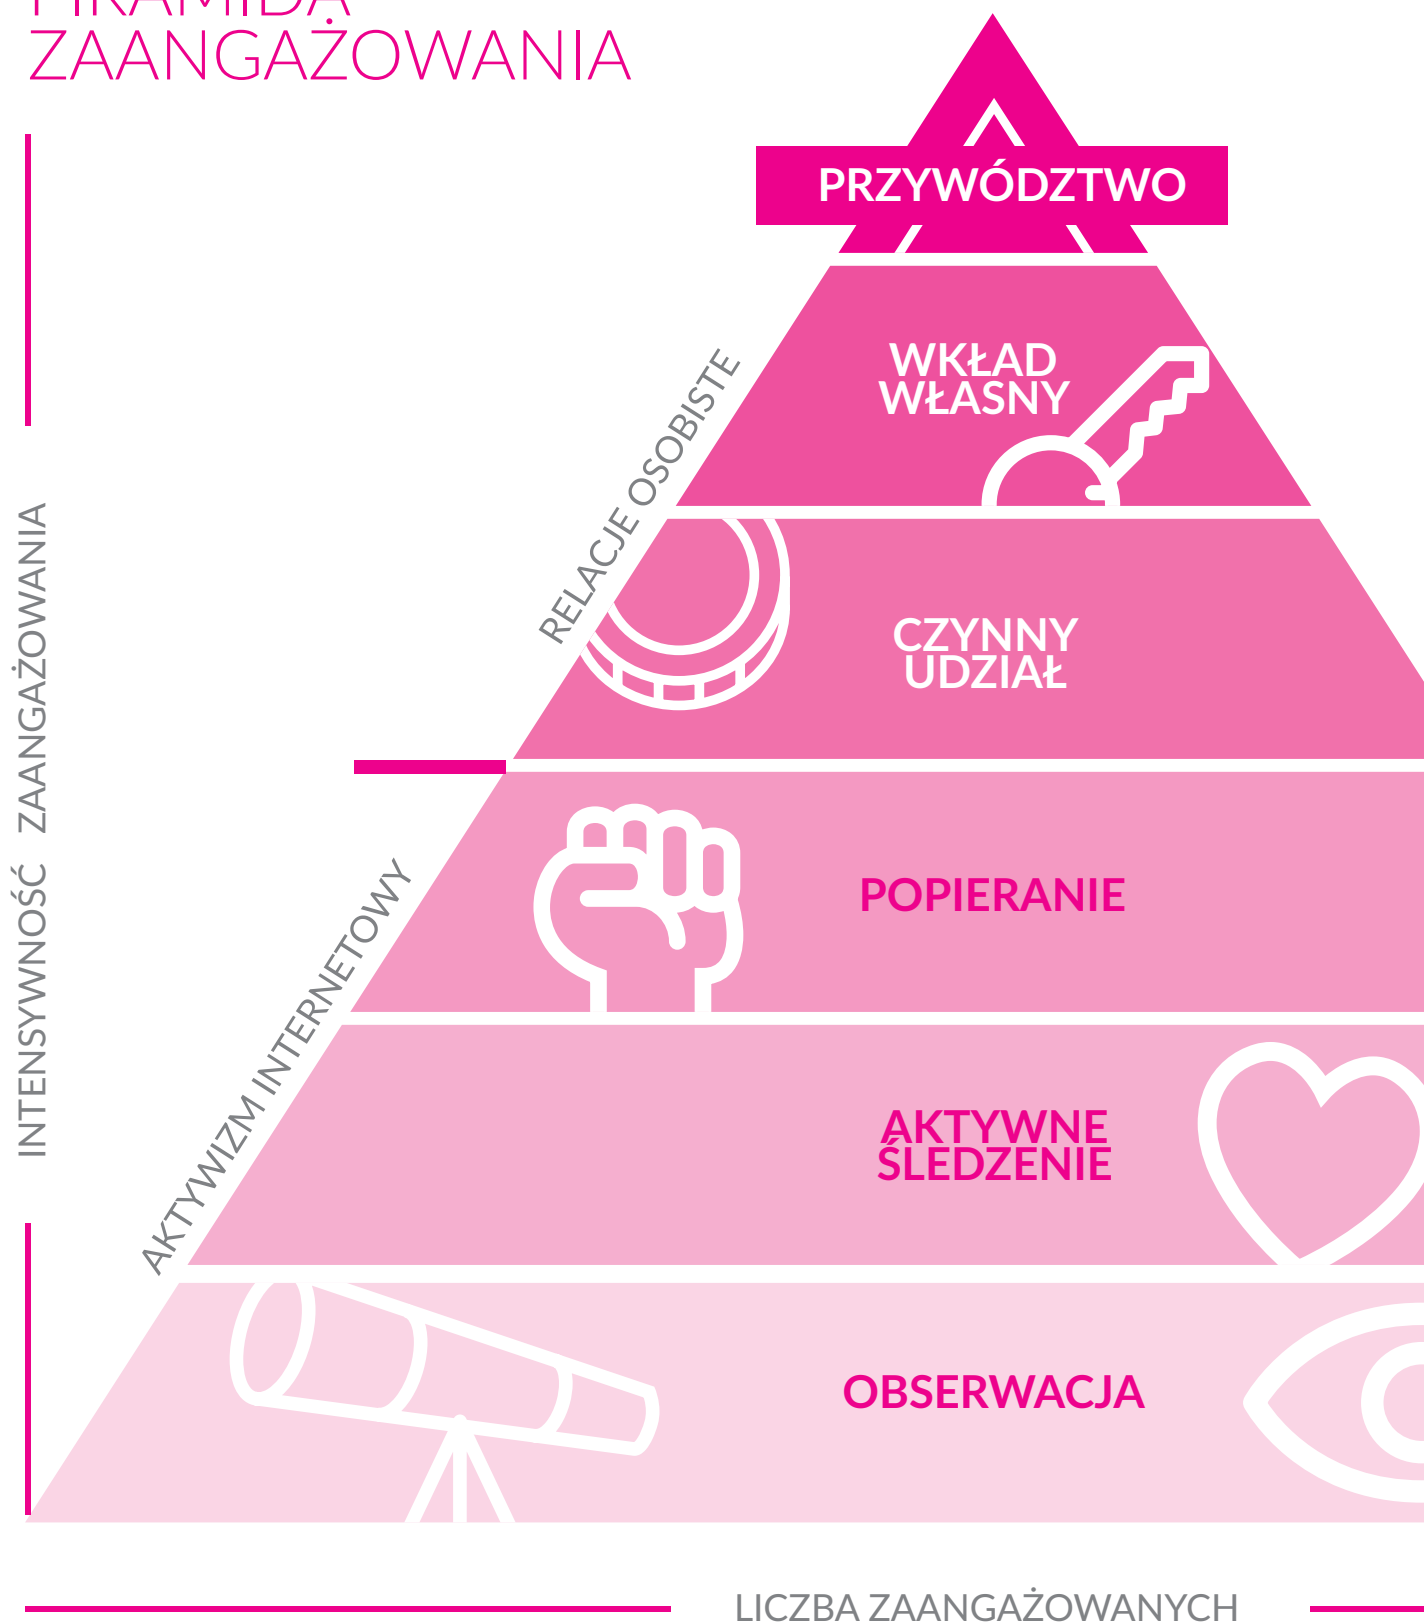 PIRAMIDA
ZAANGAŻOWANIA
PRZYWÓDZTWO
WKŁAD
WŁASNY
RELACJE OSOBISTE
CZYNNY
UDZIAŁ
INTENSYWNOŚĆ ZAANGAŻOWANIA
POPIERANIE
AKTYWIZM INTERNETOWY
AKTYWNE
ŚLEDZENIE
OBSERWACJA
LICZBA ZAANGAŻOWANYCH